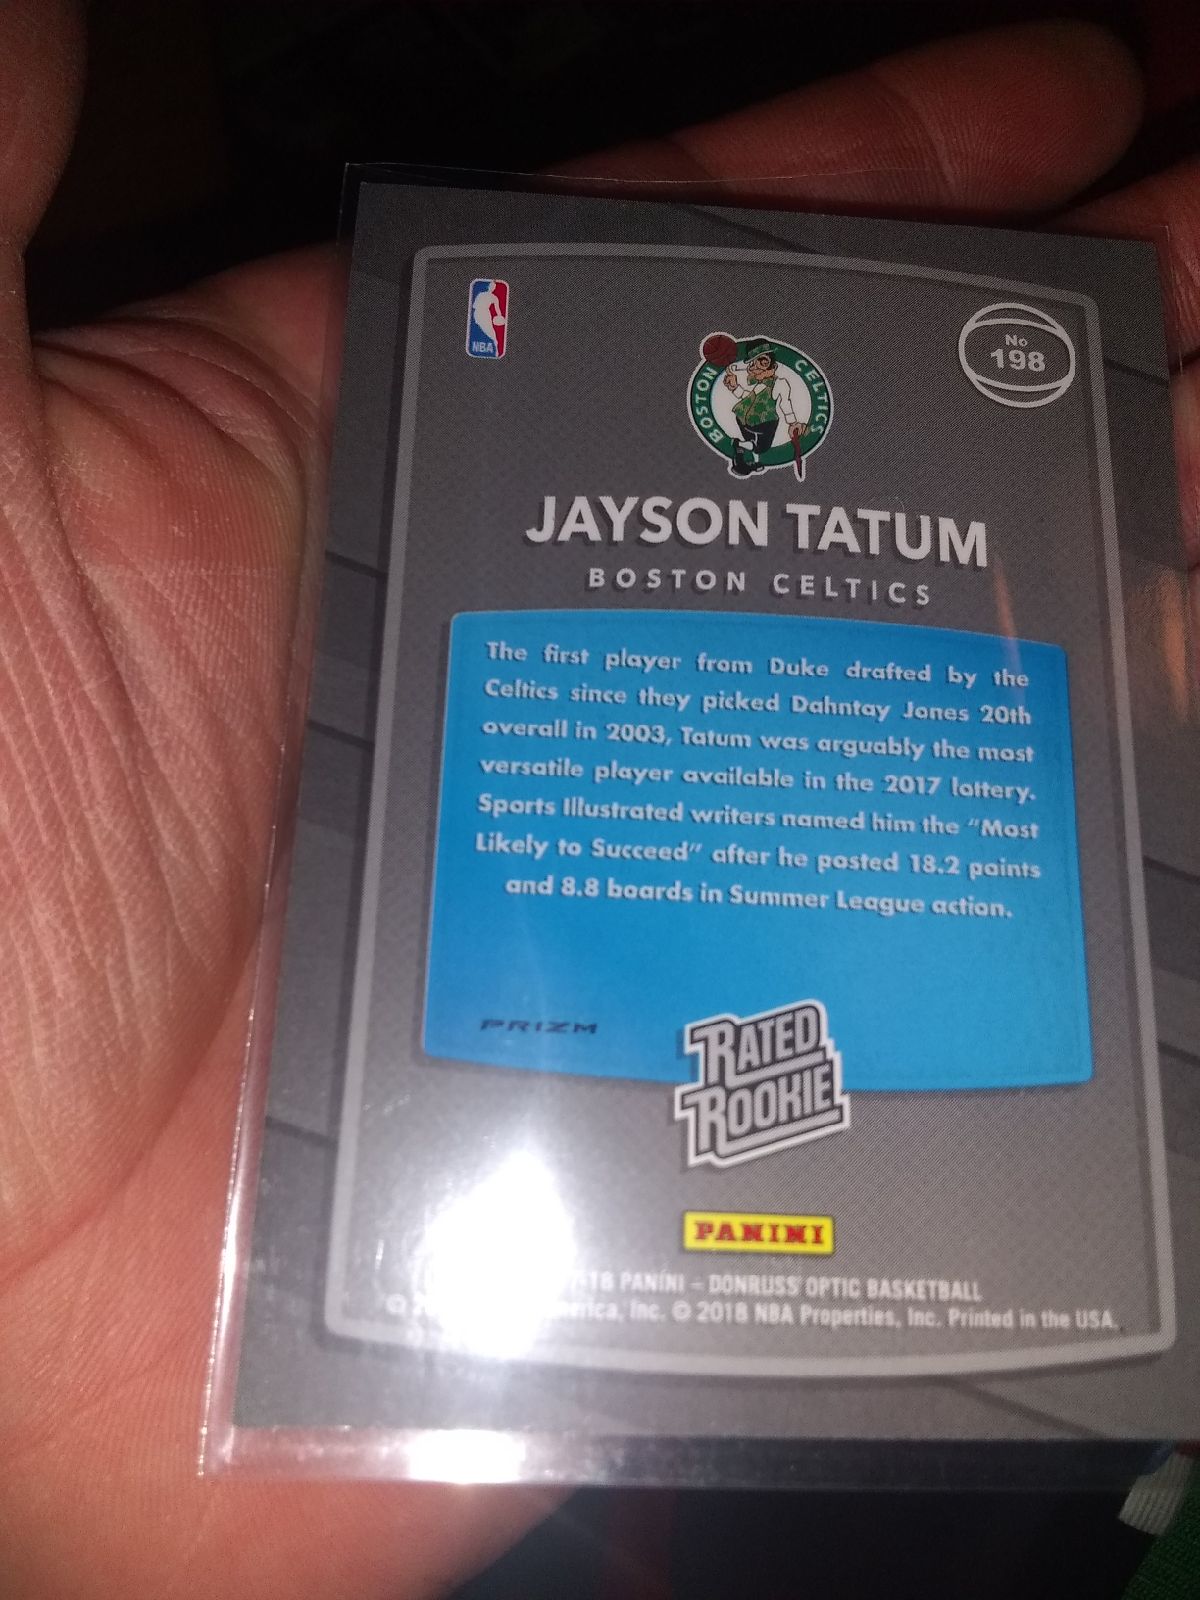 NBA
No
198
BOSTON CELTICS
JAYSON TATUM
BOSTON CELTICS
The first player from Duke drafted by the
Celtics since they picked Dahntay Jones 20th
overall in 2003, Tatum was arguably the most
versatile player available in the 2017 lottery.
Sports Illustrated writers named him the "Most
Likely to Succeed" after he posted 18.2 points
and 8.8 boards in Summer League action.
PRIZM
RATED
ROOKIE
PANINI
-18 PANINI – DONRUSS OPTIC BASKETBALL
Inc. © 2018 NBA Properties, Inc. Printed in the USA.